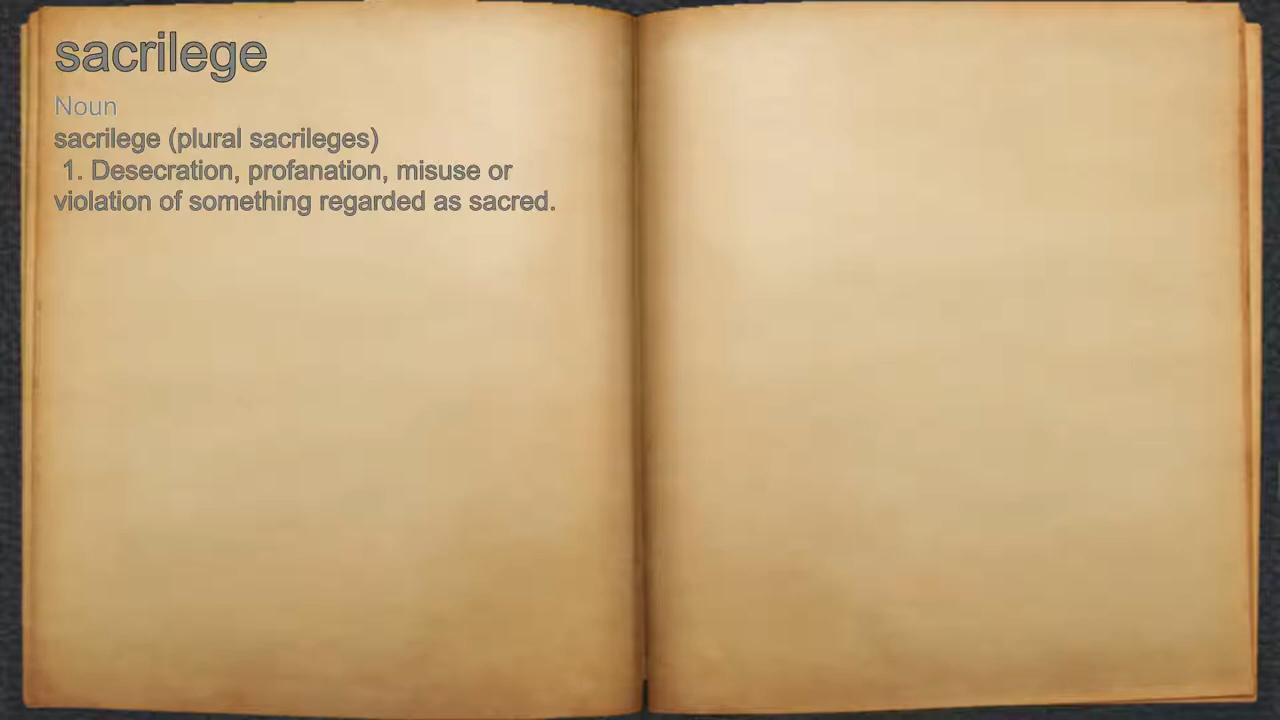 sacrilege
Noun
sacrilege (plural sacrileges)
1. Desecration, profanation, misuse or
violation of something regarded as sacred.